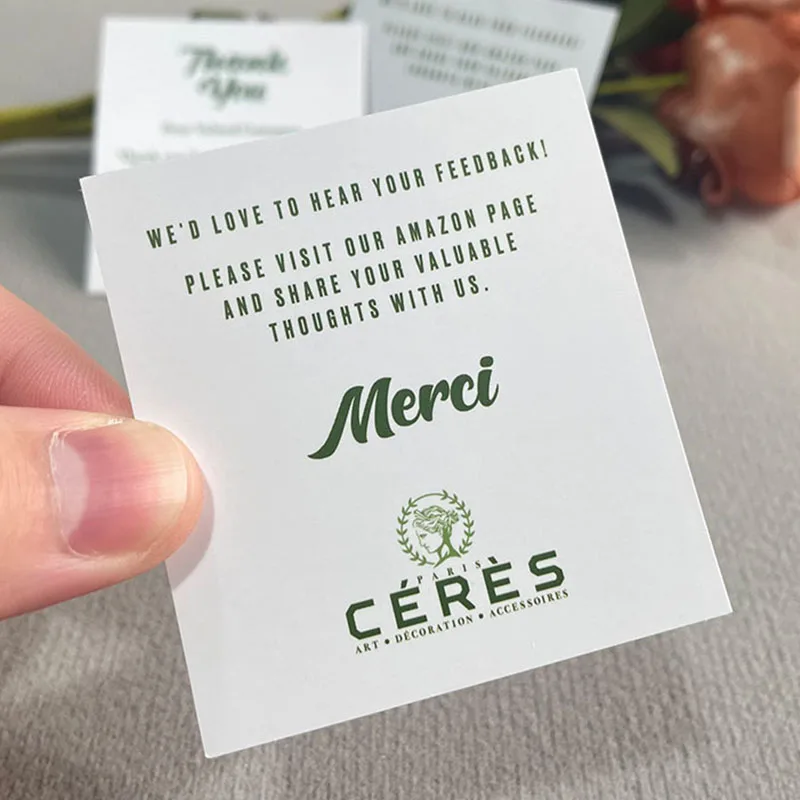 Thank
You
WE'D LOVE TO HEAR YOUR FEEDBACK!
PLEASE VISIT OUR AMAZON PAGE
AND SHARE YOUR VALUABLE
THOUGHTS WITH US.
Merci
PARIS
CÉRÈS
ART • DÉCORATION • ACCESSOIRES